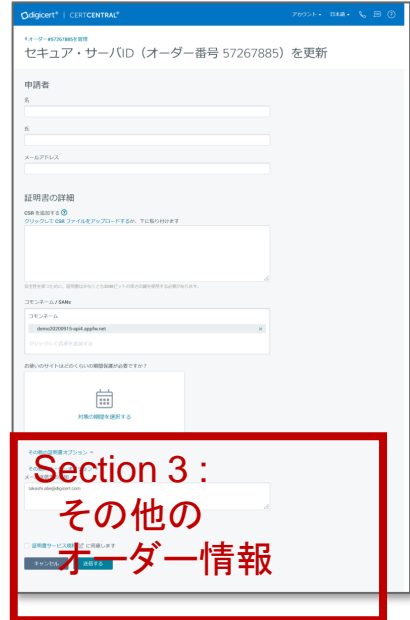 digicert® | CERTCENTRAL®
アカウント
日本語
オーダー #57267885を管理
セキュア・サーバID（オーダー番号 57267885）を更新
申請者
名
氏
メールアドレス
証明書の詳細
CSR を追加する
クリックして CSR ファイルをアップロードするか、下に貼り付けます
コモンネーム / SANs
コモンネーム
お使いのサイトはどのくらいの期間保護が必要ですか？
対象の期間を選択する
その他の証明書オプション
Section 3 :
その他の
オーダー情報
に同意します
キャンセル
送信する